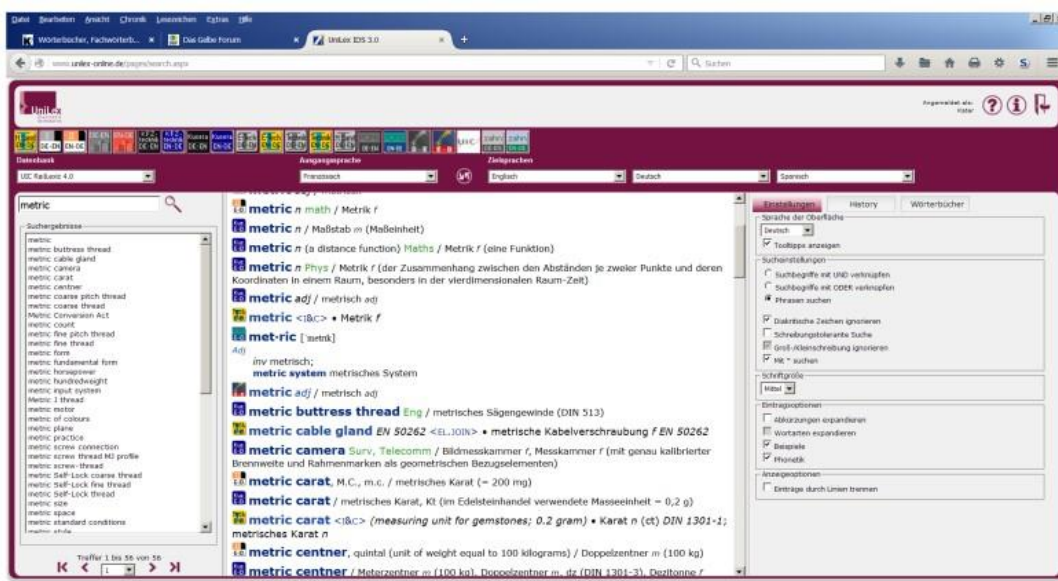 Datei Bearbeiten Ansicht Chronik Lesezeichen Extras Hilfe
Wörterbücher, Fachwörterb...
Das Gelbe Forum
UniLex IDS 3.0
www.unilex-online.de/pages/search.aspx
Suchen
UniLex
Angemeldet als:
DE-EN EN-DE
Datenbank Ausgangssprache Zielsprachen
UIC RailLexic 4.0 Französisch Englisch Deutsch Spanisch
metric
Suchergebnisse
metric
metric buttress thread
metric cable gland
metric camera
metric carat
metric centner
metric coarse pitch thread
metric coarse thread
Metric Conversion Act
metric count
metric fine pitch thread
metric fine thread
metric form
metric fundamental form
metric horsepower
metric hundredweight
metric input system
Metric J thread
metric motor
metric of colours
metric plane
metric practice
metric screw connection
metric screw thread MJ profile
metric screw-thread
metric Self-Lock coarse thread
metric Self-Lock fine thread
metric Self-Lock thread
metric size
metric space
metric standard conditions
metric style
Treffer 1 bis 56 von 56
1
metric n math / Metrik f
metric n / Maßstab m (Maßeinheit)
metric n (a distance function) Maths / Metrik f (eine Funktion)
metric n Phys / Metrik f (der Zusammenhang zwischen den Abständen je zweier Punkte und deren
Koordinaten in einem Raum, besonders in der vierdimensionalen Raum-Zeit)
metric adj / metrisch adj
metric <I&C> • Metrik f
met·ric [ˈmetrɪk]
Adj
inv metrisch;
metric system metrisches System
metric adj / metrisch adj
metric buttress thread Eng / metrisches Sägengewinde (DIN 513)
metric cable gland EN 50262 <EL.JOIN> • metrische Kabelverschraubung f EN 50262
metric camera Surv, Telecomm / Bildmesskammer f, Messkammer f (mit genau kalibrierter
Brennweite und Rahmenmarken als geometrischen Bezugselementen)
metric carat, M.C., m.c. / metrisches Karat (= 200 mg)
metric carat / metrisches Karat, Kt (im Edelsteinhandel verwendete Masseeinheit = 0,2 g)
metric carat <I&C> (measuring unit for gemstones; 0.2 gram) • Karat n (ct) DIN 1301-1;
metrisches Karat n
metric centner, quintal (unit of weight equal to 100 kilograms) / Doppelzentner m (100 kg)
metric centner / Meterzentner m (100 kg), Doppelzentner m, dz (DIN 1301-3), Dezitonne f
Einstellungen History Wörterbücher
Sprache der Oberfläche
Deutsch
Tooltipps anzeigen
Sucheinstellungen
Suchbegriffe mit UND verknüpfen
Suchbegriffe mit ODER verknüpfen
Phrasen suchen
Diakritische Zeichen ignorieren
Schreibungstolerante Suche
Groß-/Kleinschreibung ignorieren
Mit * suchen
Schriftgröße
Mittel
Eintragsoptionen
Abkürzungen expandieren
Wortarten expandieren
Beispiele
Phonetik
Anzeigeoptionen
Einträge durch Linien trennen